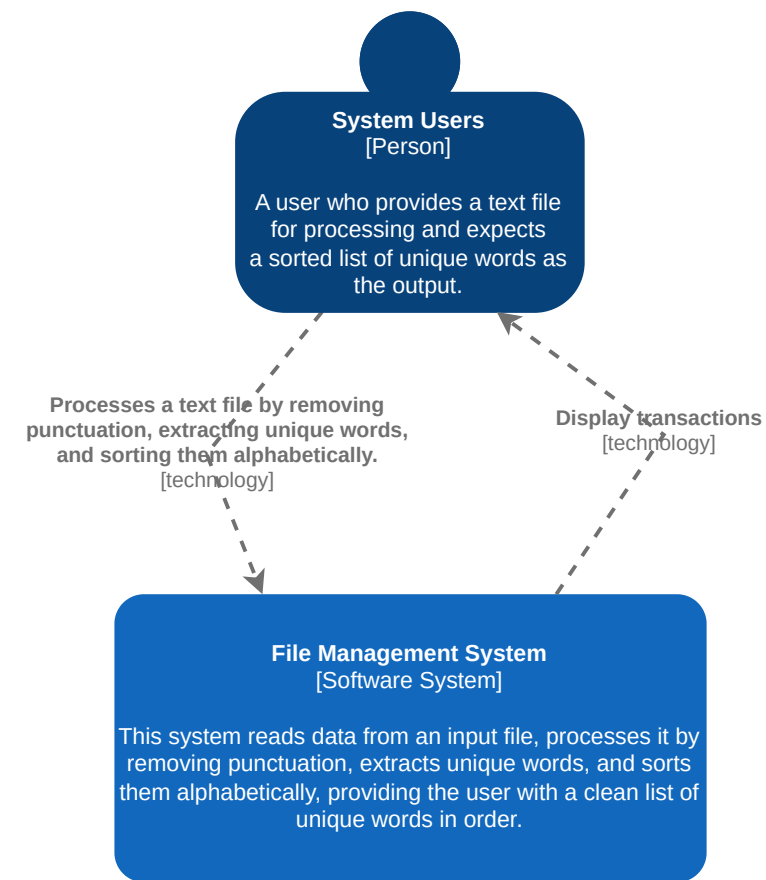 System Users
[Person]
A user who provides a text file
for processing and expects
a sorted list of unique words as
the output.
Processes a text file by removing
punctuation, extracting unique words,
and sorting them alphabetically.
[technology]
Display transactions
[technology]
File Management System
[Software System]
This system reads data from an input file, processes it by
removing punctuation, extracts unique words, and sorts
them alphabetically, providing the user with a clean list of
unique words in order.